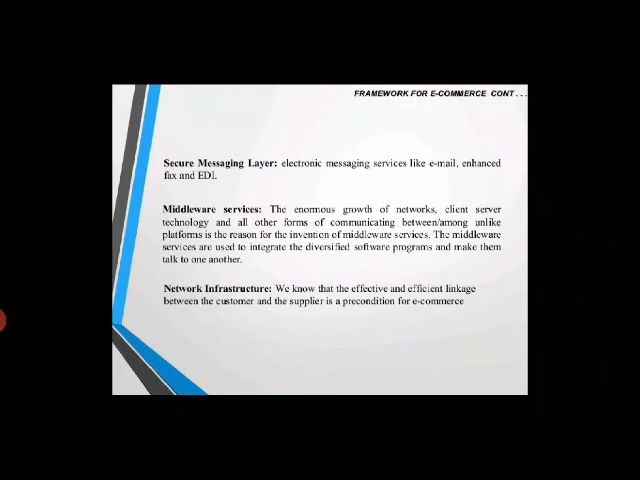 FRAMEWORK FOR E-COMMERCE CONT . . .
Secure Messaging Layer: electronic messaging services like e-mail, enhanced
fax and EDI.
Middleware services: The enormous growth of networks, client server
technology and all other forms of communicating between/among unlike
platforms is the reason for the invention of middleware services. The middleware
services are used to integrate the diversified software programs and make them
talk to one another.
Network Infrastructure: We know that the effective and efficient linkage
between the customer and the supplier is a precondition for e-commerce